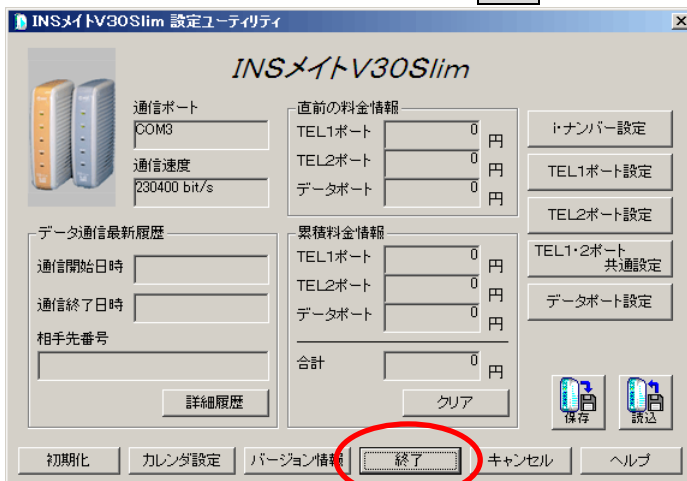 INSメイトV30Slim 設定ユーティリティ
INSメイトV30Slim
通信ポート
COM3
通信速度
230400 bit/s
直前の料金情報
TEL1ポート 0 円
TEL2ポート 0 円
データポート 0 円
i・ナンバー設定
TEL1ポート設定
TEL2ポート設定
TEL1・2ポート
共通設定
データポート設定
データ通信最新履歴
通信開始日時
通信終了日時
相手先番号
詳細履歴
累積料金情報
TEL1ポート 0 円
TEL2ポート 0 円
データポート 0 円
合計 0 円
クリア
保存
読込
初期化
カレンダ設定
バージョン情報
終了
キャンセル
ヘルプ